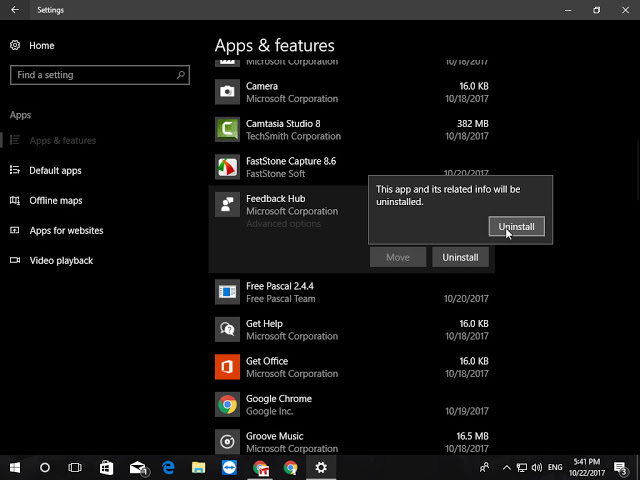 Settings
Home
Find a setting
Apps
Apps & features
Default apps
Offline maps
Apps for websites
Video playback
Apps & features
Microsoft Corporation 10/18/2017
Camera 16.0 KB
Microsoft Corporation 10/18/2017
Camtasia Studio 8 382 MB
TechSmith Corporation 10/18/2017
FastStone Capture 8.6
FastStone Soft 10/20/2017
Feedback Hub
Microsoft Corporation
Advanced options
This app and its related info will be
uninstalled.
Uninstall
Move Uninstall
Free Pascal 2.4.4
Free Pascal Team 10/20/2017
Get Help 16.0 KB
Microsoft Corporation 10/18/2017
Get Office 16.0 KB
Microsoft Corporation 10/18/2017
Google Chrome
Google Inc. 10/19/2017
Groove Music 16.5 MB
Microsoft Corporation 10/18/2017
ENG
5:41 PM
10/22/2017
1
3